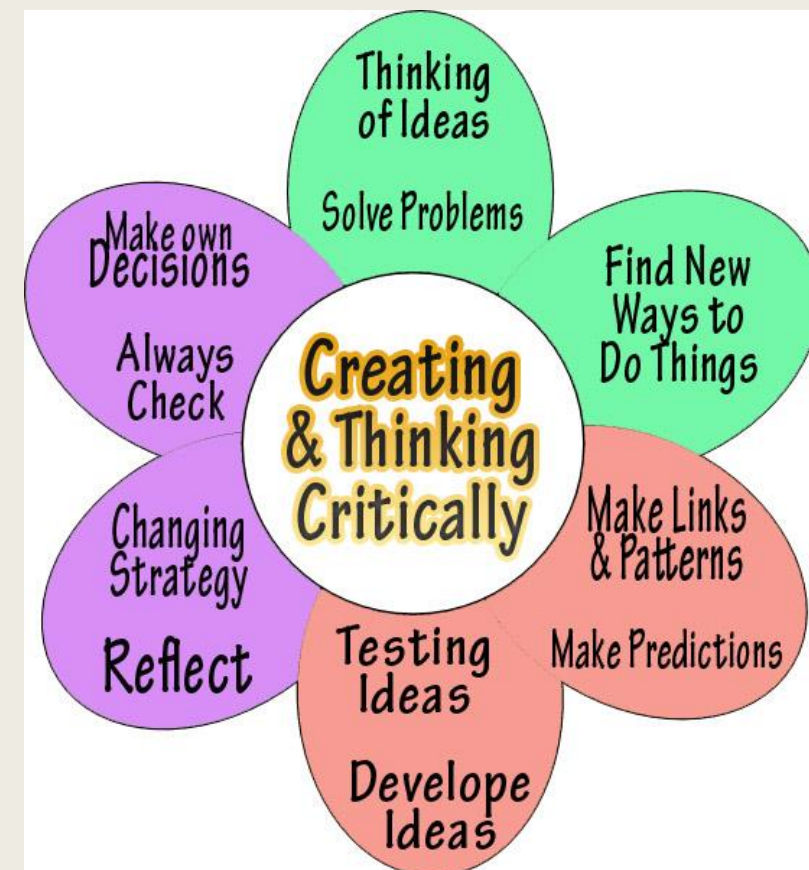 Thinking
of Ideas
Solve Problems
Find New
Ways to
Do Things
Make Links
& Patterns
Make Predictions
Testing
Ideas
Develope
Ideas
Changing
Strategy
Reflect
Make own
Decisions
Always
Check
Creating
& Thinking
Critically